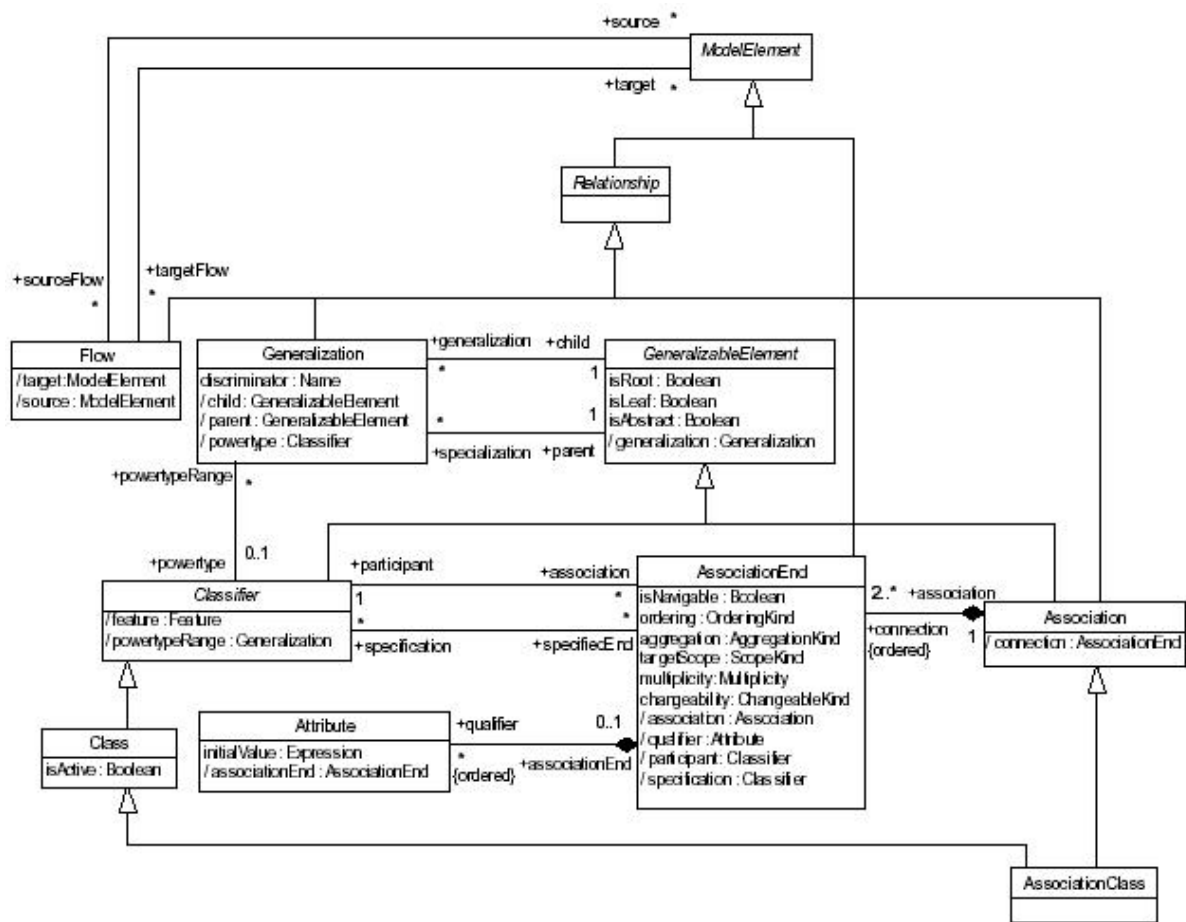 +source *
ModelElement
+target *
Relationship
+sourceFlow
*
+targetFlow
*
Flow
/target:ModelElement
/source : ModelElement
Generalization
discriminator : Name
/child : GeneralizableElement
/parent : GeneralizableElement
/powertype : Classifier
+generalization +child
* 1
* 1
+specialization +parent
GeneralizableElement
isRoot : Boolean
isLeaf : Boolean
isAbstract : Boolean
/generalization : Generalization
+powertypeRange *
+powertype 0..1
Classifier
/feature : Feature
/powertypeRange : Generalization
+participant +association
1 *
* *
+specification +specifiedEnd
AssociationEnd
isNavigable : Boolean
ordering : OrderingKind
aggregation : AggregationKind
targetScope : ScopeKind
multiplicity : Multiplicity
changeability : ChangeableKind
/association : Association
/qualifier : Attribute
/participant : Classifier
/specification : Classifier
2..* +association
+connection 1
{ordered}
Association
/connection : AssociationEnd
Class
isActive : Boolean
Attribute
initialValue : Expression
/associationEnd : AssociationEnd
+qualifier 0..1
* +associationEnd
{ordered}
AssociationClass